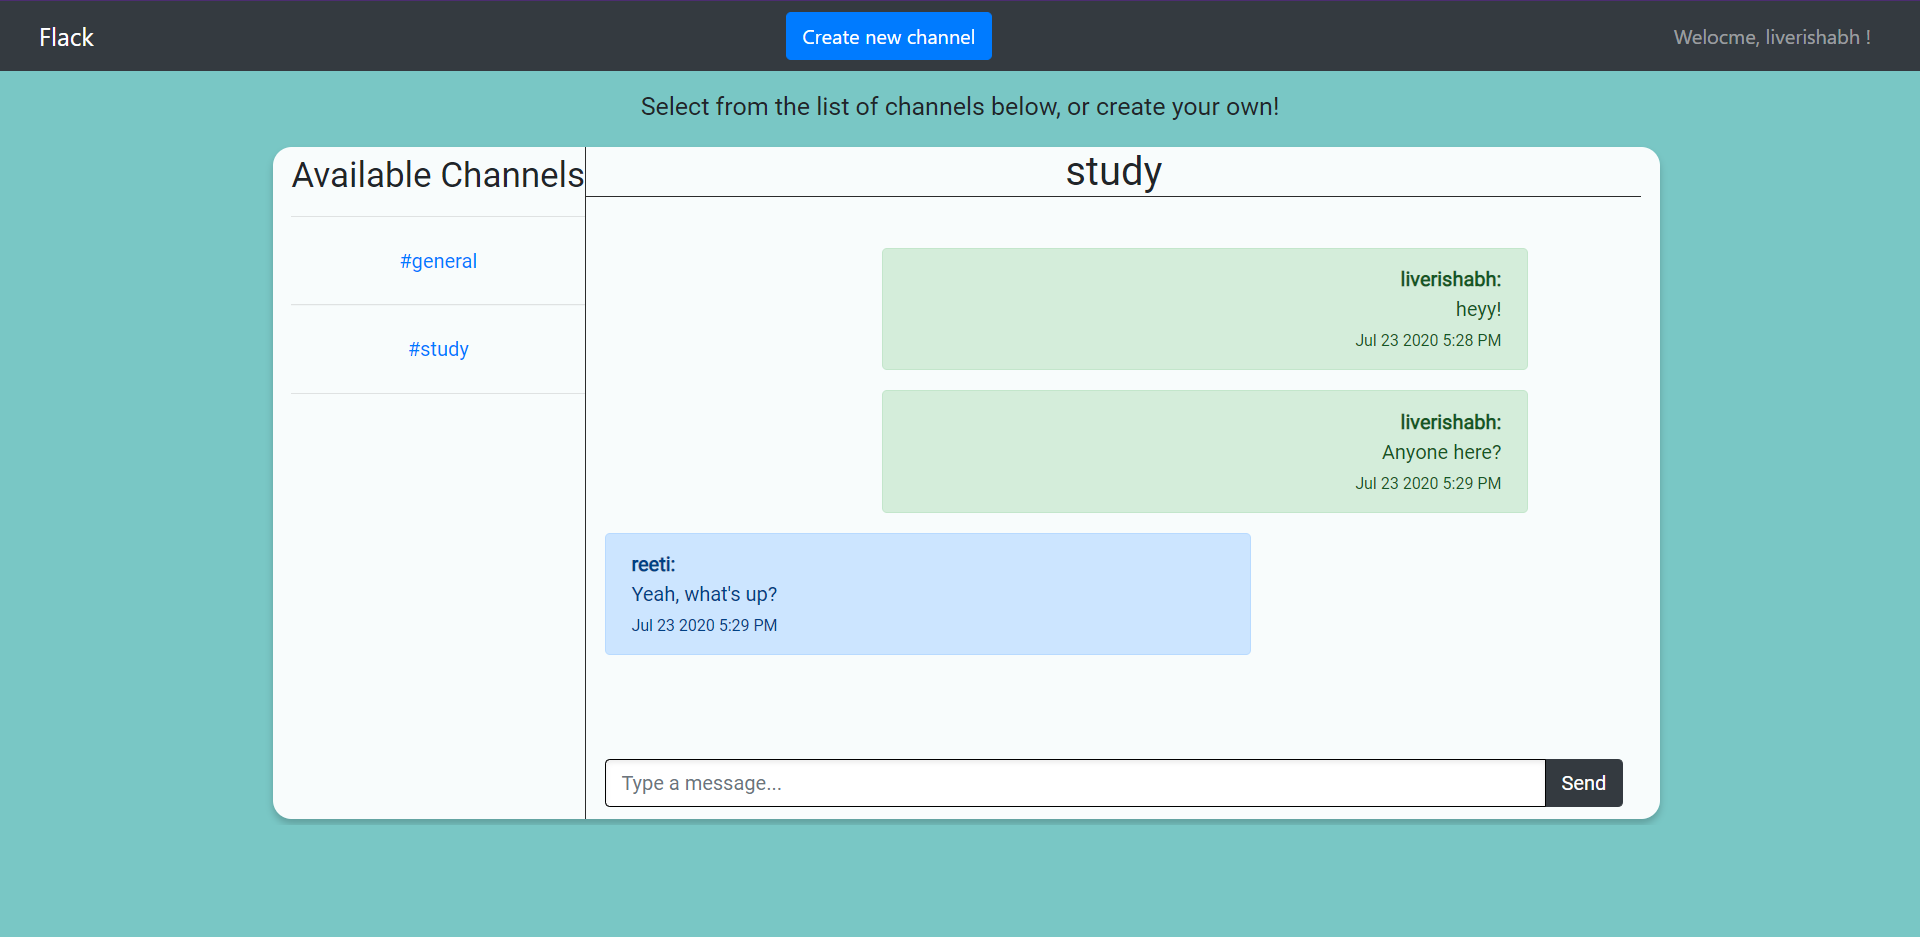 Flack
Create new channel
Welocme, liverishabh !
Select from the list of channels below, or create your own!
Available Channels
#general
#study
study
liverishabh:
heyy!
Jul 23 2020 5:28 PM
liverishabh:
Anyone here?
Jul 23 2020 5:29 PM
reeti:
Yeah, what's up?
Jul 23 2020 5:29 PM
Type a message...
Send